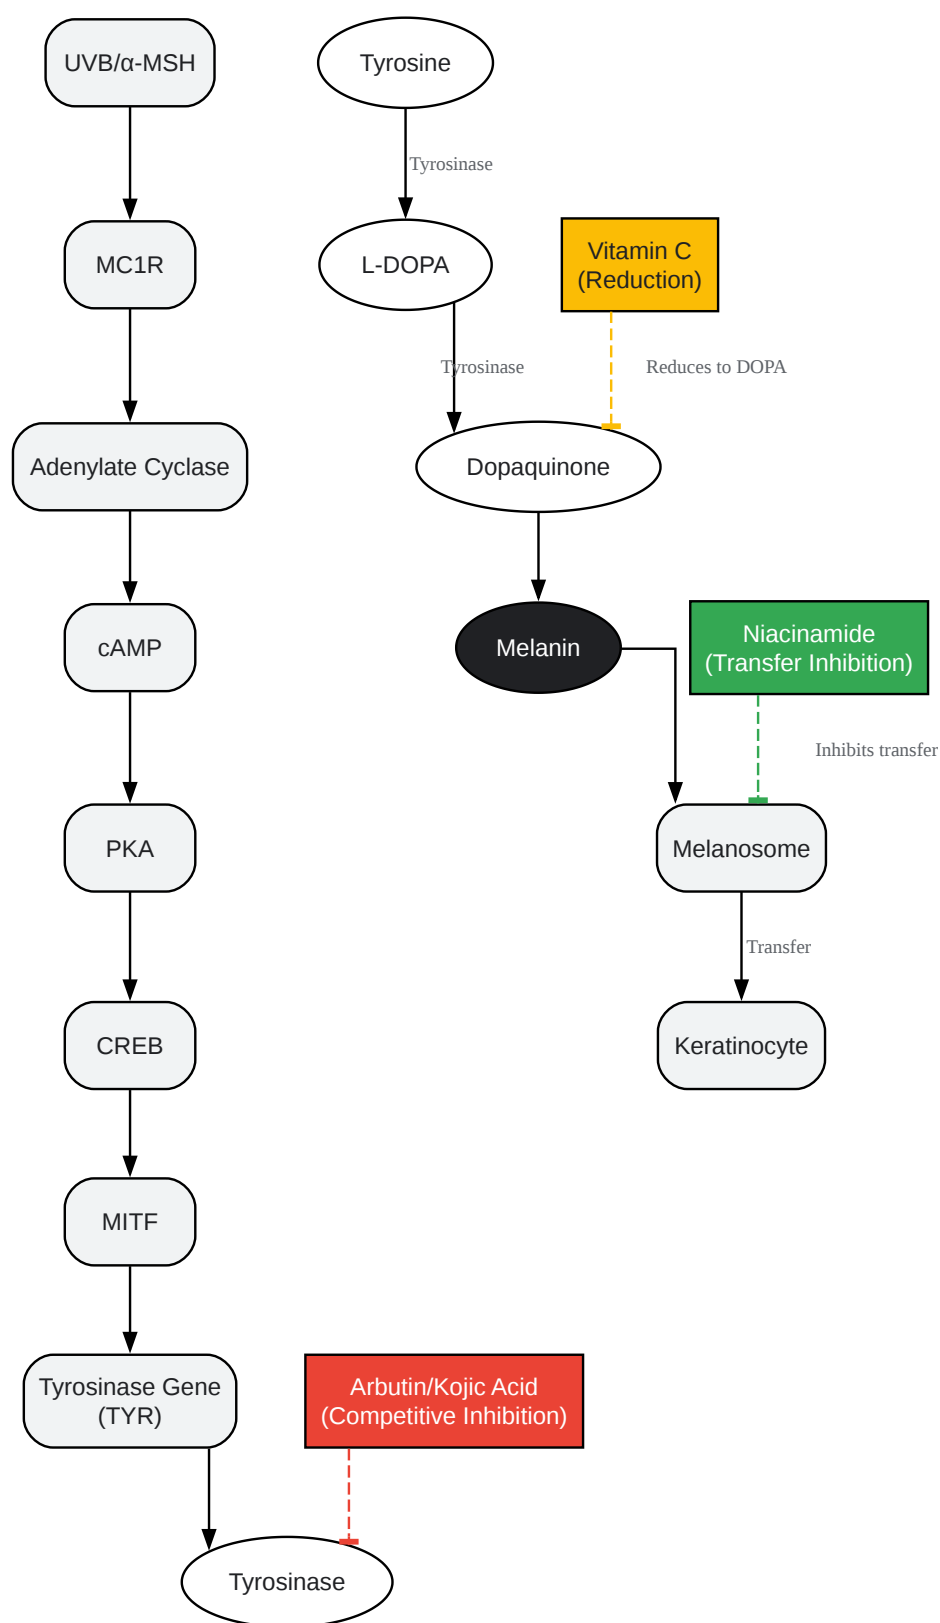 UVB/α-MSH
Tyrosine
Tyrosinase
MC1R
L-DOPA
Vitamin C
(Reduction)
Tyrosinase
Reduces to DOPA
Adenylate Cyclase
Dopaquinone
cAMP
Melanin
Niacinamide
(Transfer Inhibition)
Inhibits transfer
PKA
Melanosome
Transfer
CREB
Keratinocyte
MITF
Tyrosinase Gene
(TYR)
Arbutin/Kojic Acid
(Competitive Inhibition)
Tyrosinase